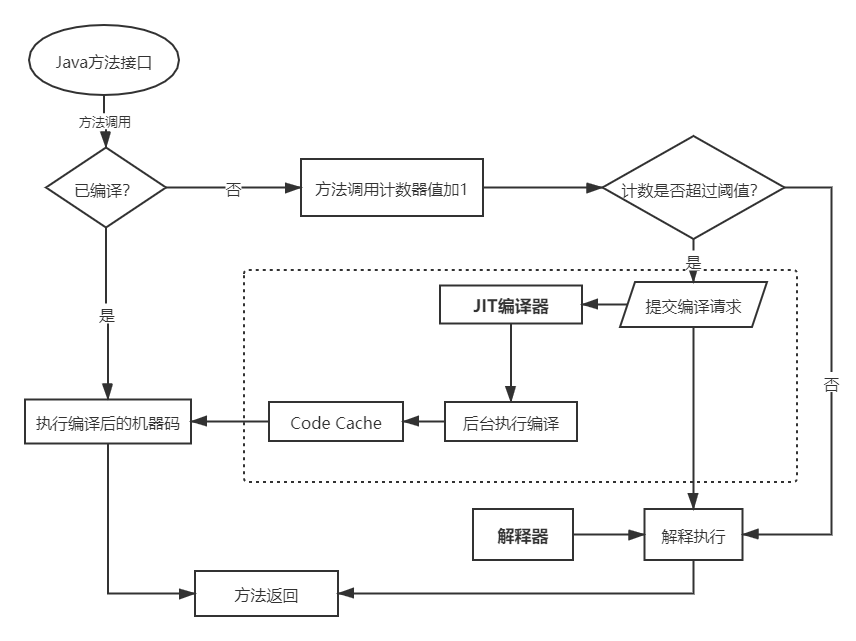 Java方法接口
方法调用
已编译?
否
方法调用计数器值加1
计数是否超过阈值?
是
提交编译请求
JIT编译器
是
否
后台执行编译
Code Cache
执行编译后的机器码
解释器
解释执行
方法返回